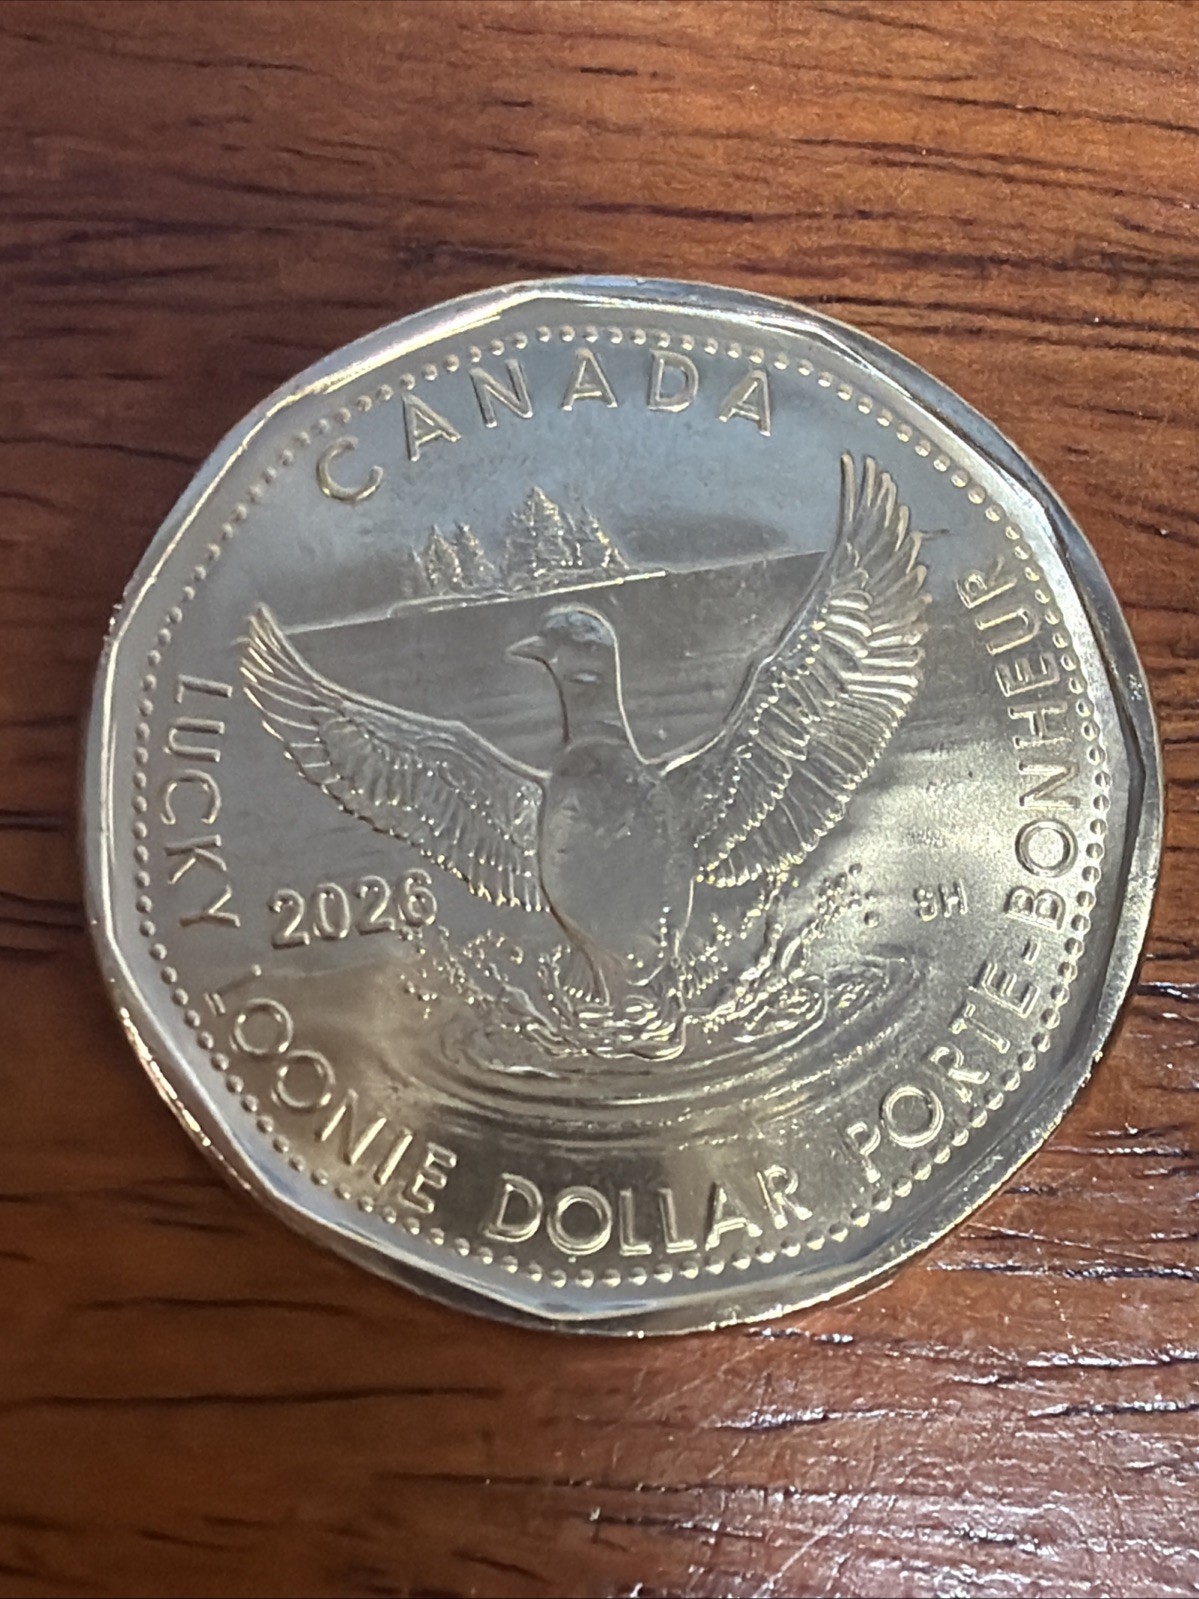 CANADA
LUCKY LOONIE DOLLAR PORTE-BONHEUR
2026
SH